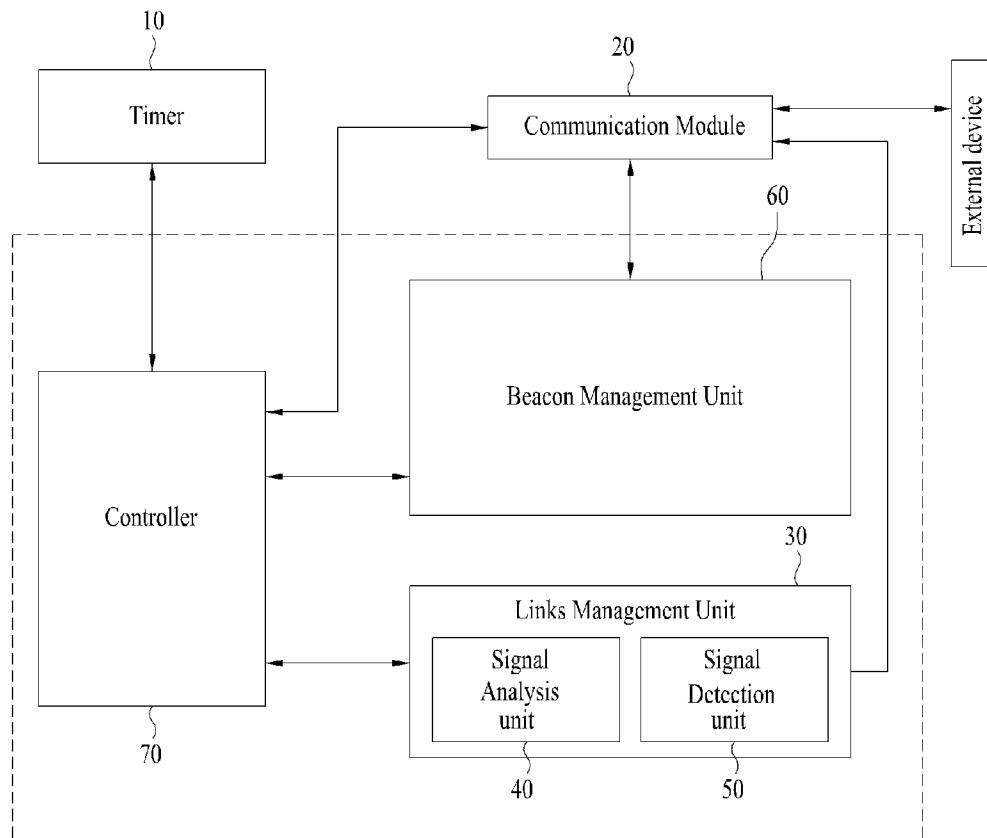 10
Timer
20
Communication Module
External device
60
Beacon Management Unit
Controller
70
30
Links Management Unit
Signal
Analysis
unit
40
Signal
Detection
unit
50